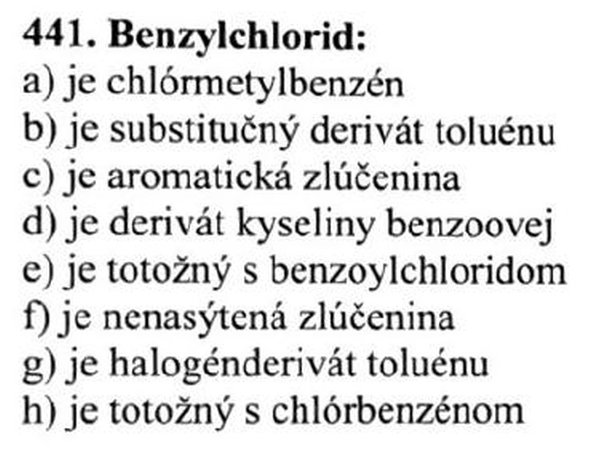 441. Benzylchlorid:
a) je chlórmetylbenzén
b) je substitučný derivát toluénu
c) je aromatická zlúčenina
d) je derivát kyseliny benzoovej
e) je totožný s benzoylchloridom
f) je nenasýtená zlúčenina
g) je halogénderivát toluénu
h) je totožný s chlórbenzénom